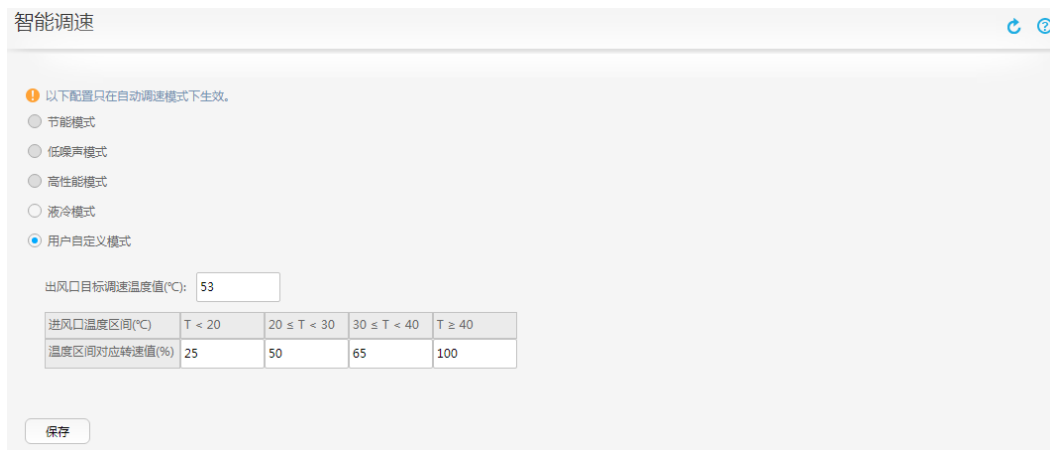 智能调速
以下配置只在自动调速模式下生效。
节能模式
低噪声模式
高性能模式
液冷模式
用户自定义模式
出风口目标调速温度值(℃): 53
进风口温度区间(℃) T < 20 20 ≤ T < 30 30 ≤ T < 40 T ≥ 40
温度区间对应转速值(%) 25 50 65 100
保存